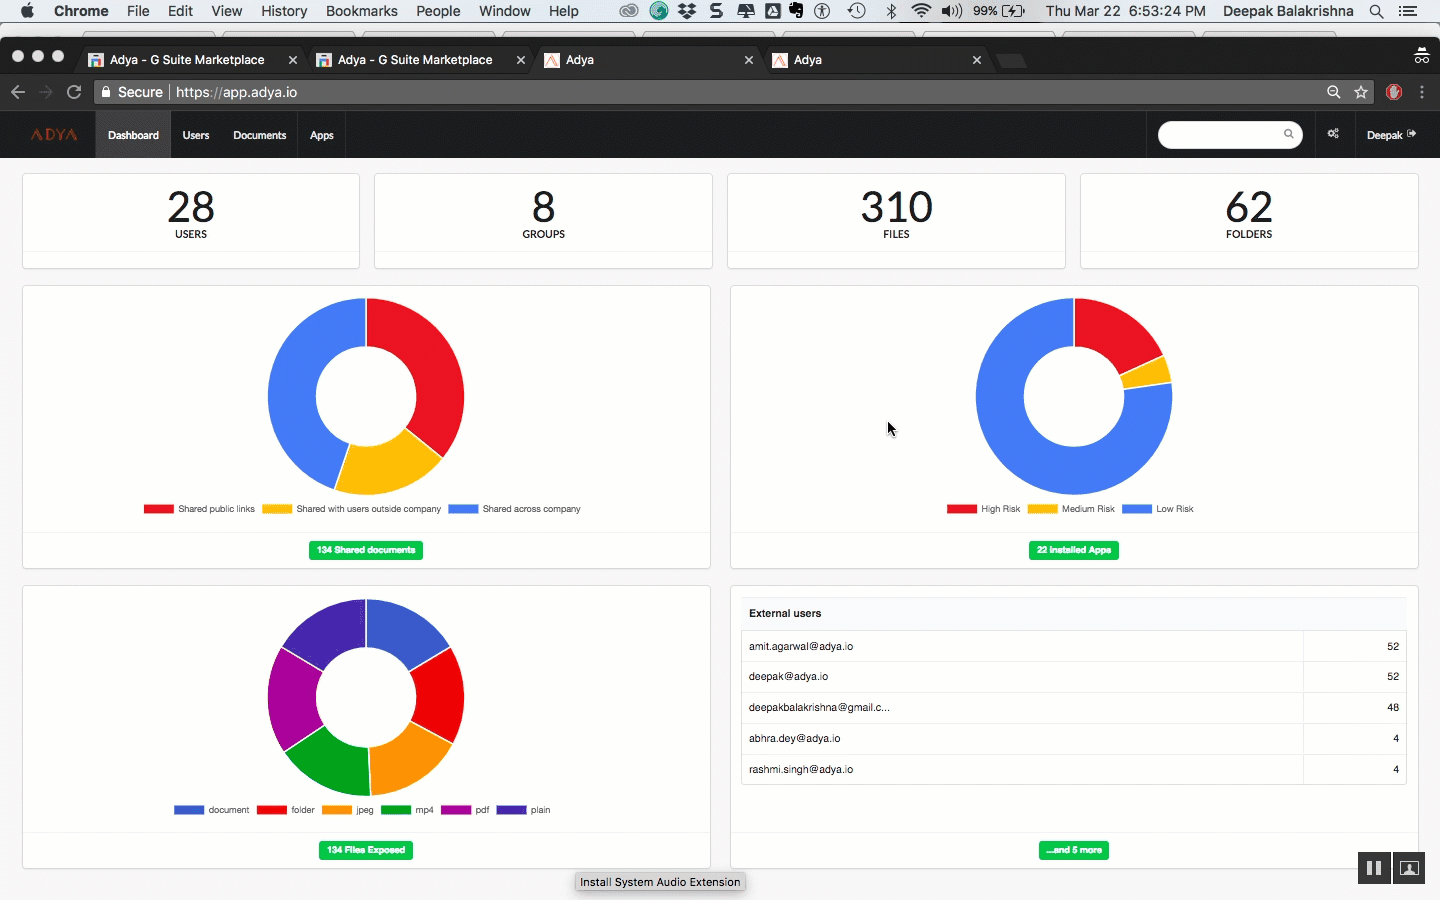 Chrome File Edit View History Bookmarks People Window Help 99% Thu Mar 22 6:53:24 PM Deepak Balakrishna
Adya - G Suite Marketplace Adya - G Suite Marketplace Adya Adya
Secure https://app.adya.io
ADYA Dashboard Users Documents Apps Deepak
28 8 310 62
USERS GROUPS FILES FOLDERS
Shared public links Shared with users outside company Shared across company High Risk Medium Risk Low Risk
134 Shared documents 22 Installed Apps
External users
amit.agarwal@adya.io 52
deepak@adya.io 52
deepakbalakrishna@gmail.c... 48
abhra.dey@adya.io 4
rashmi.singh@adya.io 4
document folder jpeg mp4 pdf plain
134 Files Exposed ...and 5 more
Install System Audio Extension